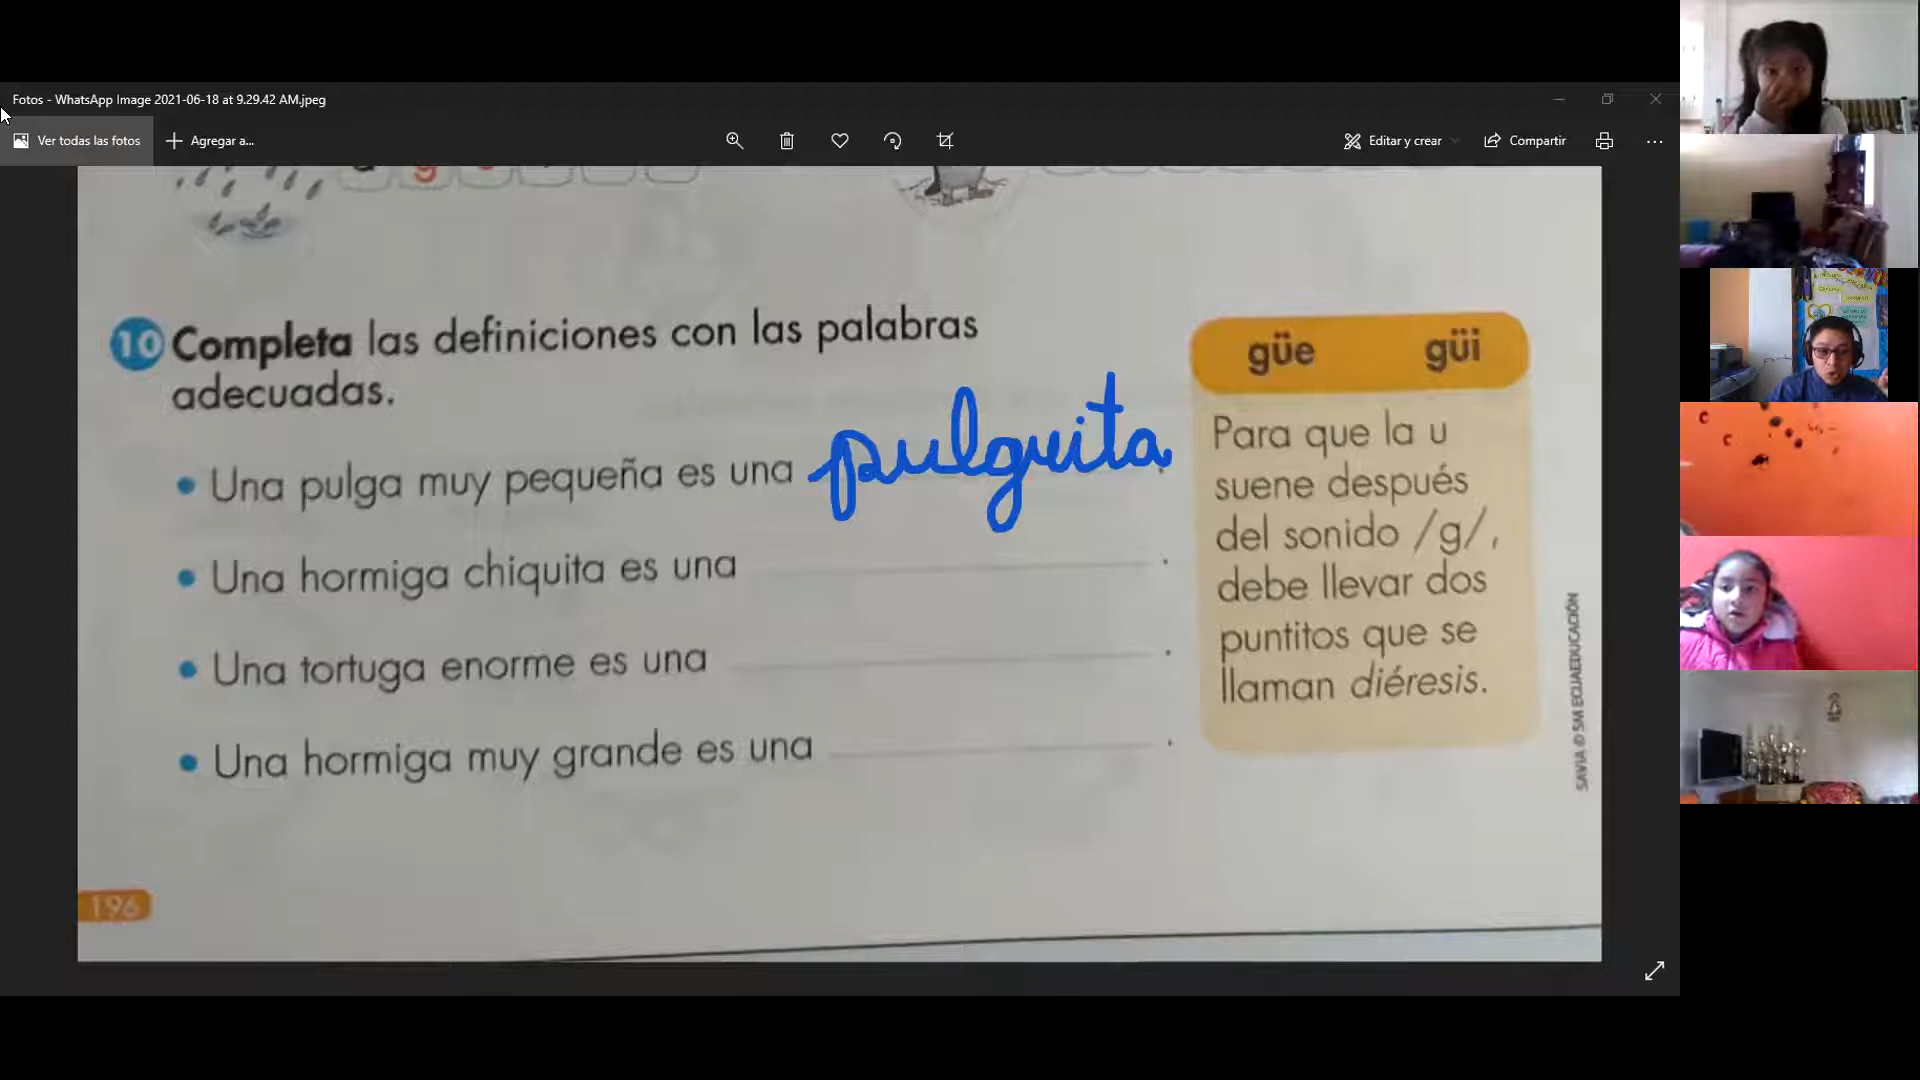 Fotos - WhatsApp Image 2021-06-18 at 9.29.42 AM.jpeg
Ver todas las fotos
Agregar a...
Editar y crear
Compartir
10 Completa las definiciones con las palabras
adecuadas.
• Una pulga muy pequeña es una pulguita.
• Una hormiga chiquita es una .
• Una tortuga enorme es una .
• Una hormiga muy grande es una .
güe güi
Para que la u
suene después
del sonido /g/,
debe llevar dos
puntitos que se
llaman diéresis.
SAVIA © SM ECUAEDUCACIÓN
196